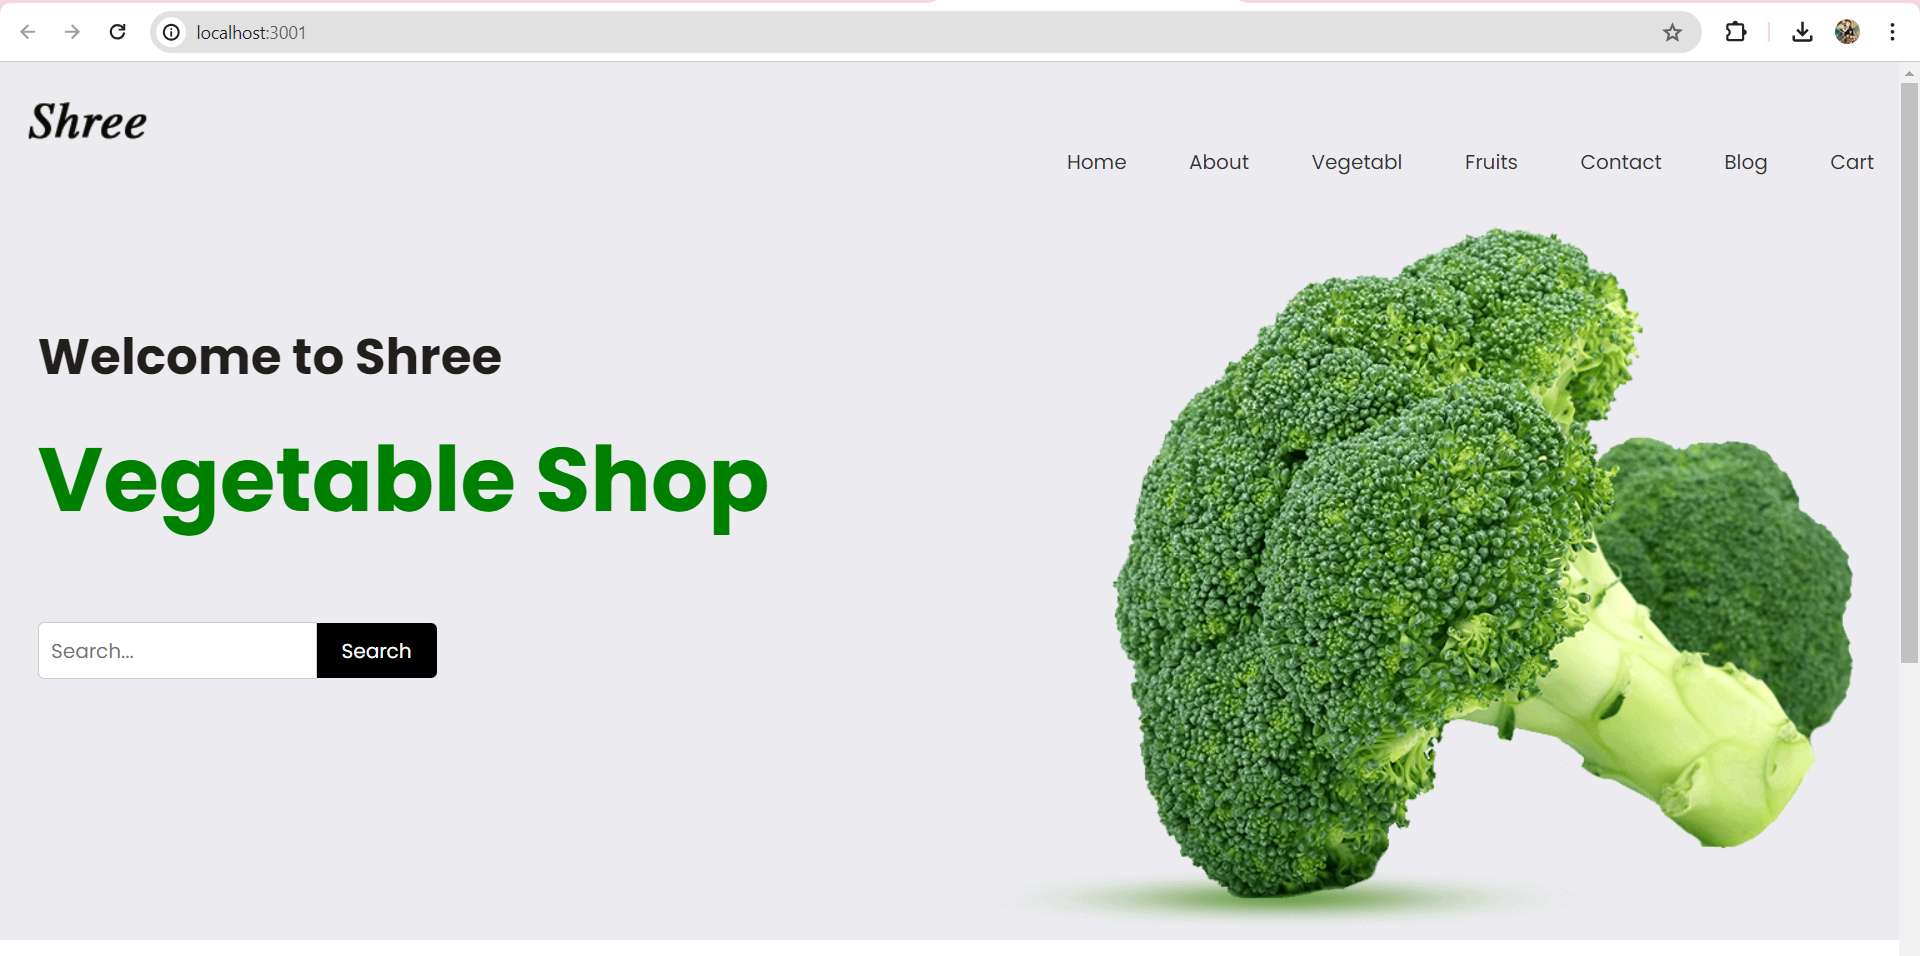 localhost:3001
Shree
Home About Vegetabl Fruits Contact Blog Cart
Welcome to Shree
Vegetable Shop
Search... Search